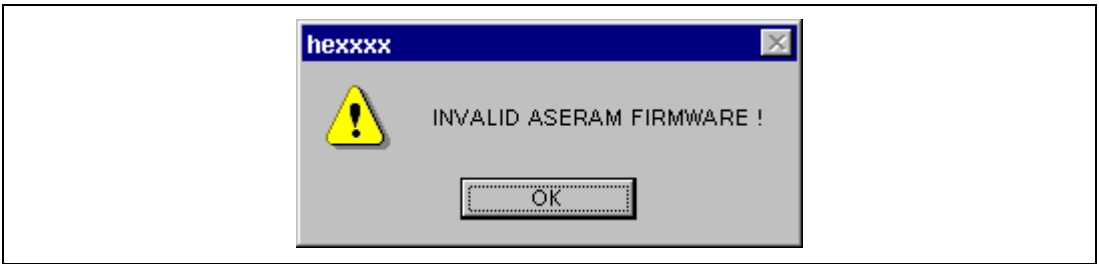 hexxxx
INVALID ASERAM FIRMWARE !
OK